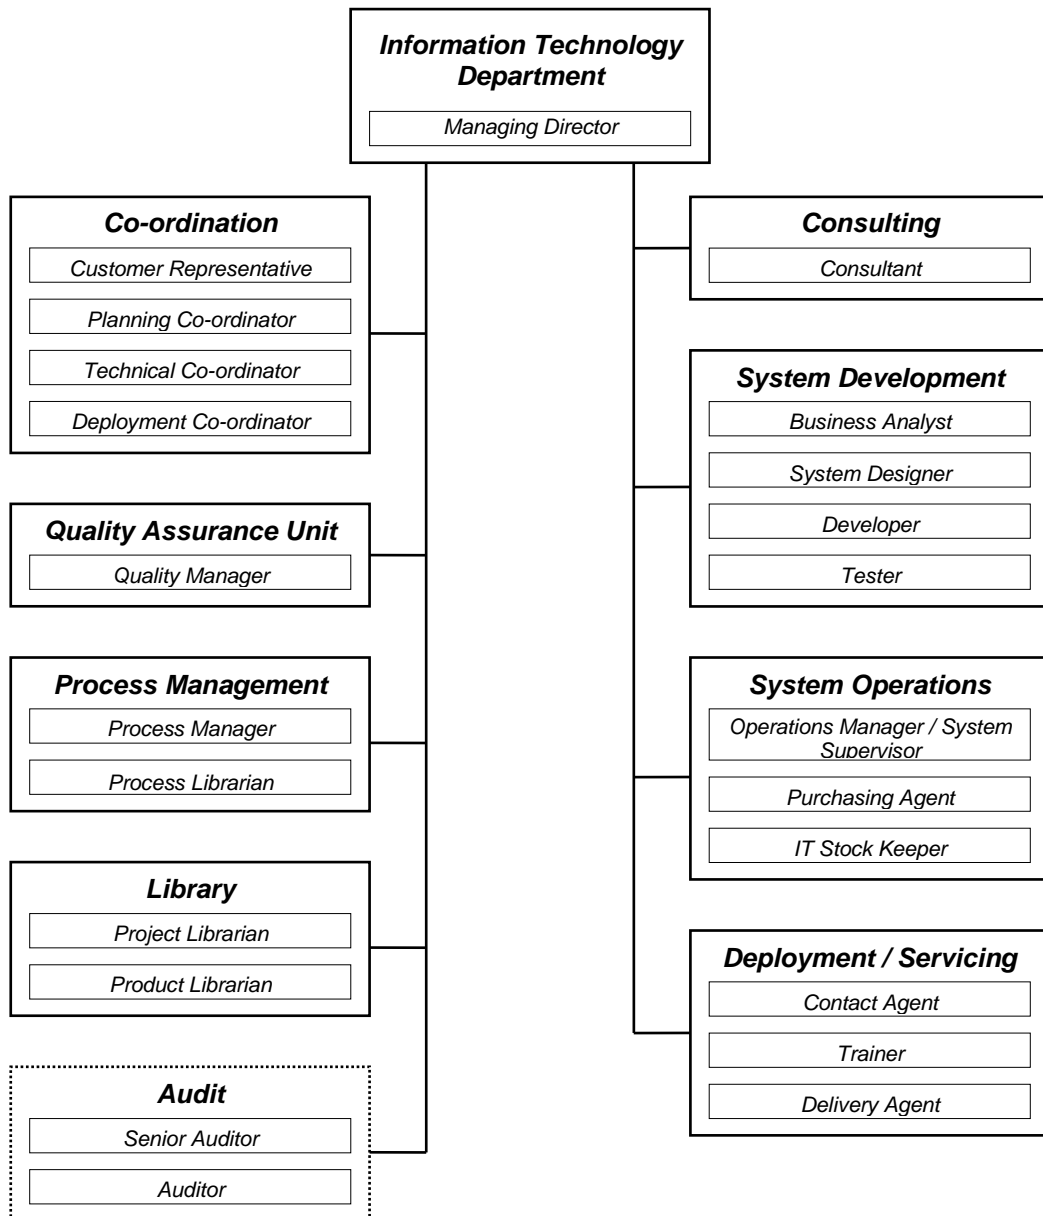 Information Technology
Department
Managing Director
Co-ordination
Customer Representative
Planning Co-ordinator
Technical Co-ordinator
Deployment Co-ordinator
Quality Assurance Unit
Quality Manager
Process Management
Process Manager
Process Librarian
Library
Project Librarian
Product Librarian
Audit
Senior Auditor
Auditor
Consulting
Consultant
System Development
Business Analyst
System Designer
Developer
Tester
System Operations
Operations Manager / System
Supervisor
Purchasing Agent
IT Stock Keeper
Deployment / Servicing
Contact Agent
Trainer
Delivery Agent